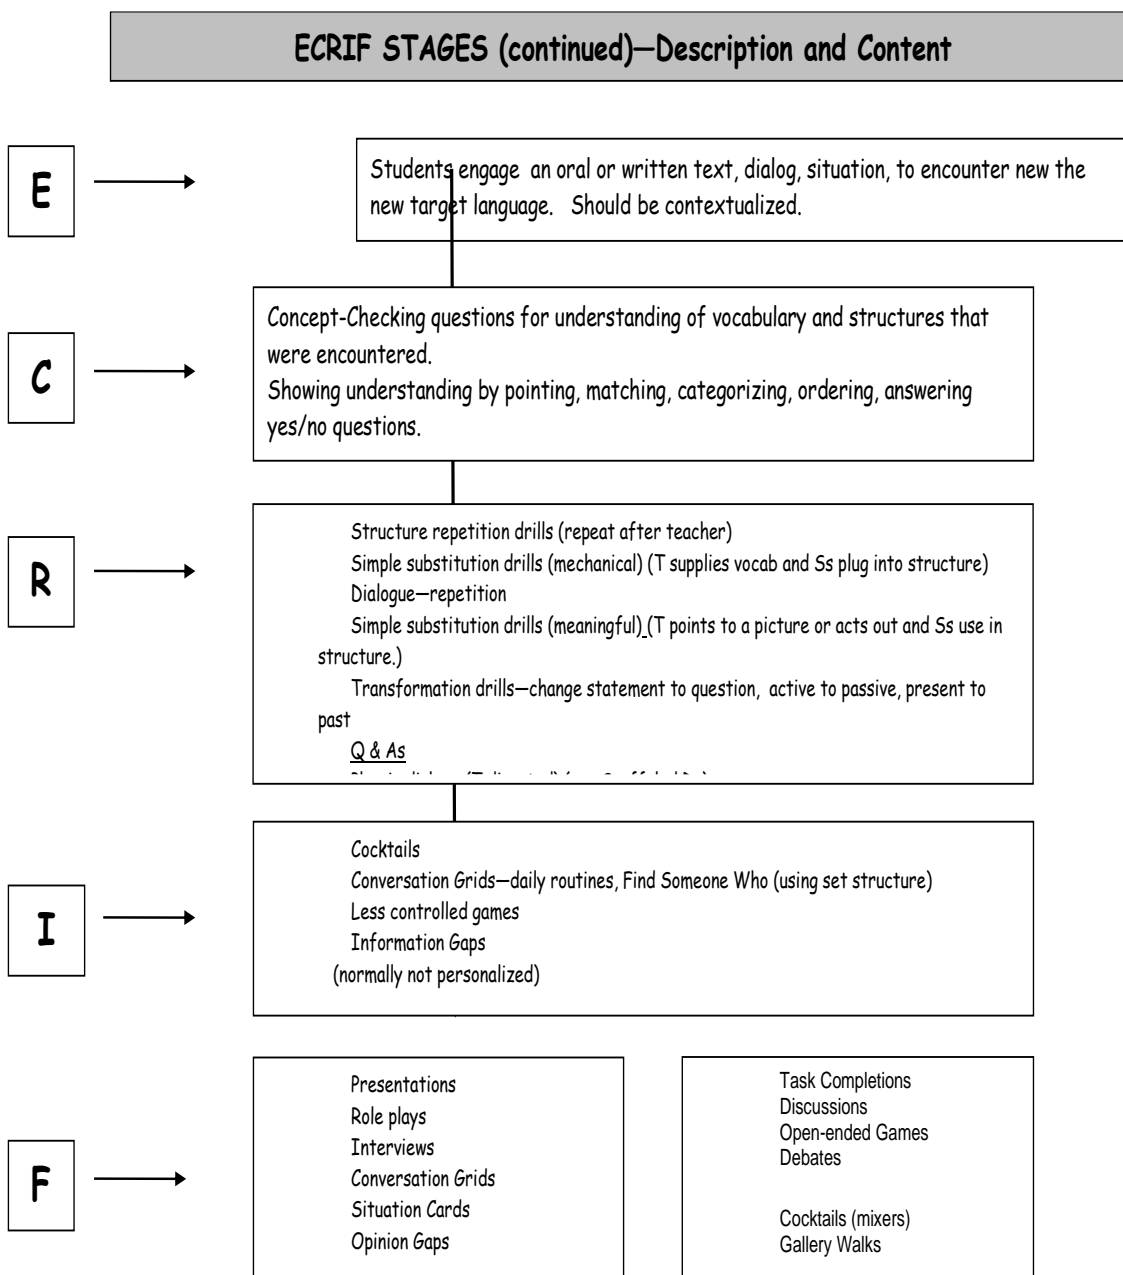 ECRIF STAGES (continued)—Description and Content
E
Students engage an oral or written text, dialog, situation, to encounter new the
new target language. Should be contextualized.
C
Concept-Checking questions for understanding of vocabulary and structures that
were encountered.
Showing understanding by pointing, matching, categorizing, ordering, answering
yes/no questions.
R
Structure repetition drills (repeat after teacher)
Simple substitution drills (mechanical) (T supplies vocab and Ss plug into structure)
Dialogue—repetition
Simple substitution drills (meaningful) (T points to a picture or acts out and Ss use in
structure.)
Transformation drills—change statement to question, active to passive, present to
past
Q & As
I
Cocktails
Conversation Grids—daily routines, Find Someone Who (using set structure)
Less controlled games
Information Gaps
(normally not personalized)
F
Presentations
Role plays
Interviews
Conversation Grids
Situation Cards
Opinion Gaps
Task Completions
Discussions
Open-ended Games
Debates
Cocktails (mixers)
Gallery Walks